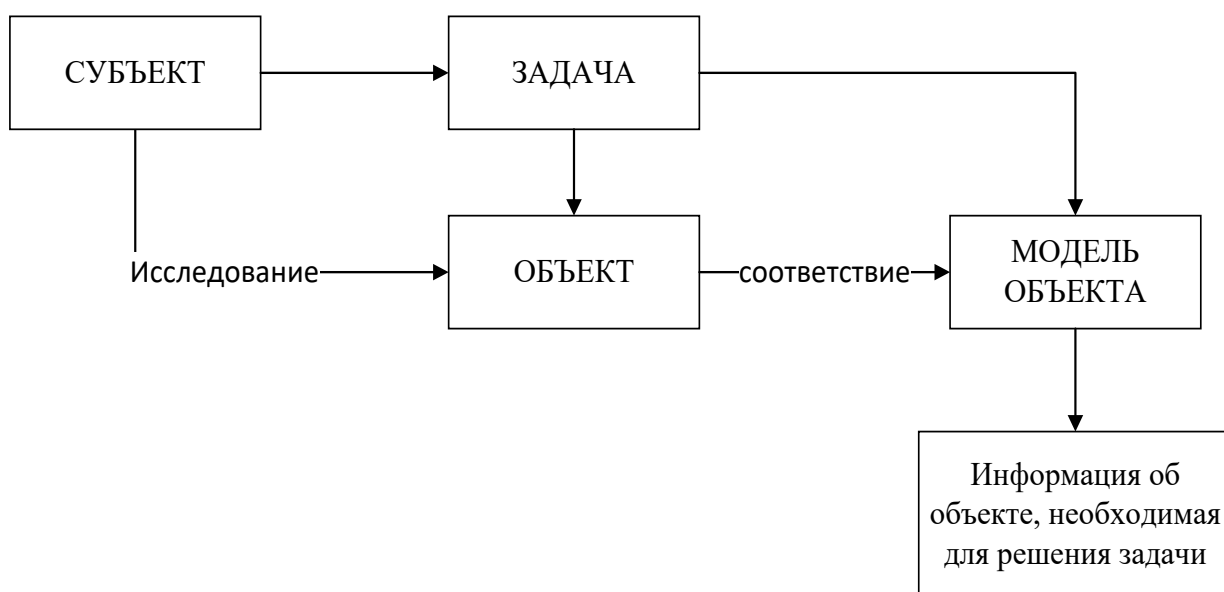 СУБЪЕКТ
ЗАДАЧА
Исследование
ОБЪЕКТ
соответствие
МОДЕЛЬ
ОБЪЕКТА
Информация об
объекте, необходимая
для решения задачи